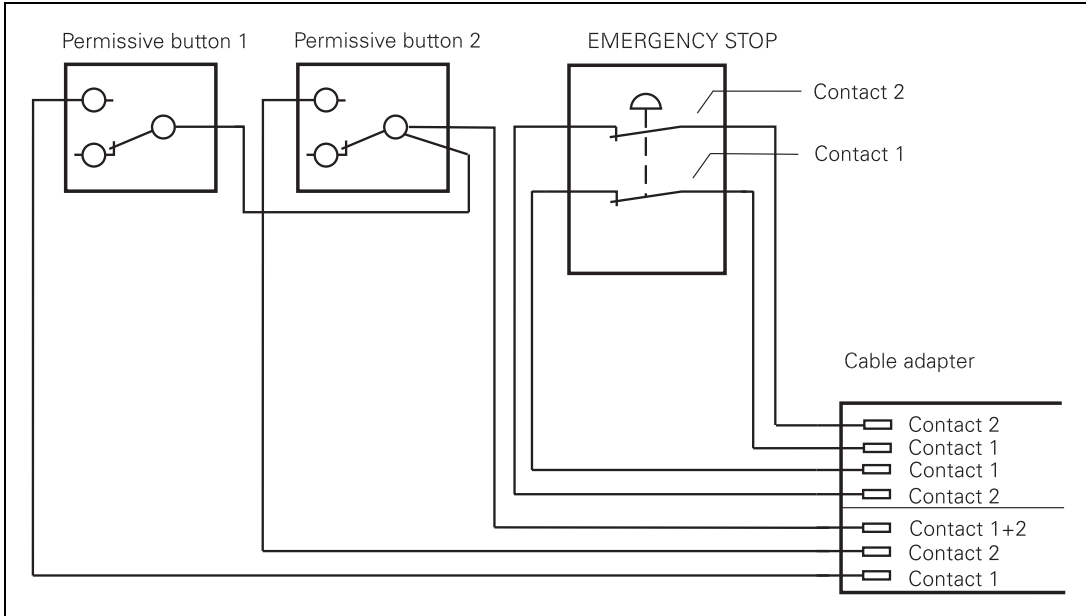 Permissive button 1
Permissive button 2
EMERGENCY STOP
Contact 2
Contact 1
Cable adapter
Contact 2
Contact 1
Contact 1
Contact 2
Contact 1+2
Contact 2
Contact 1